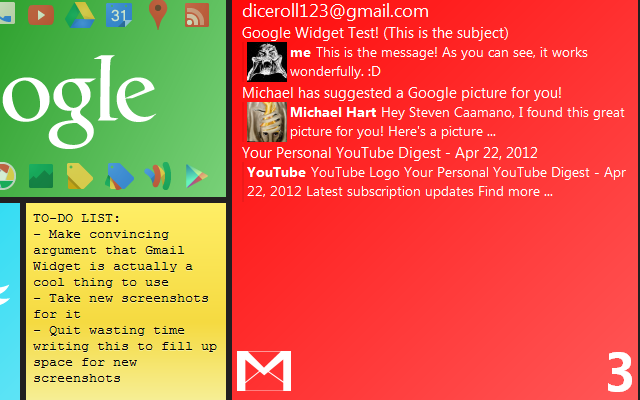 31
oogle
TO-DO LIST:
- Make convincing
argument that Gmail
Widget is actually a
cool thing to use
- Take new screenshots
for it
- Quit wasting time
writing this to fill up
space for new
screenshots
diceroll123@gmail.com
Google Widget Test! (This is the subject)
me This is the message! As you can see, it works
wonderfully. :D
Michael has suggested a Google picture for you!
Michael Hart Hey Steven Caamano, I found this great
picture for you! Here's a picture ...
Your Personal YouTube Digest - Apr 22, 2012
YouTube YouTube Logo Your Personal YouTube Digest - Apr
22, 2012 Latest subscription updates Find more ...
3